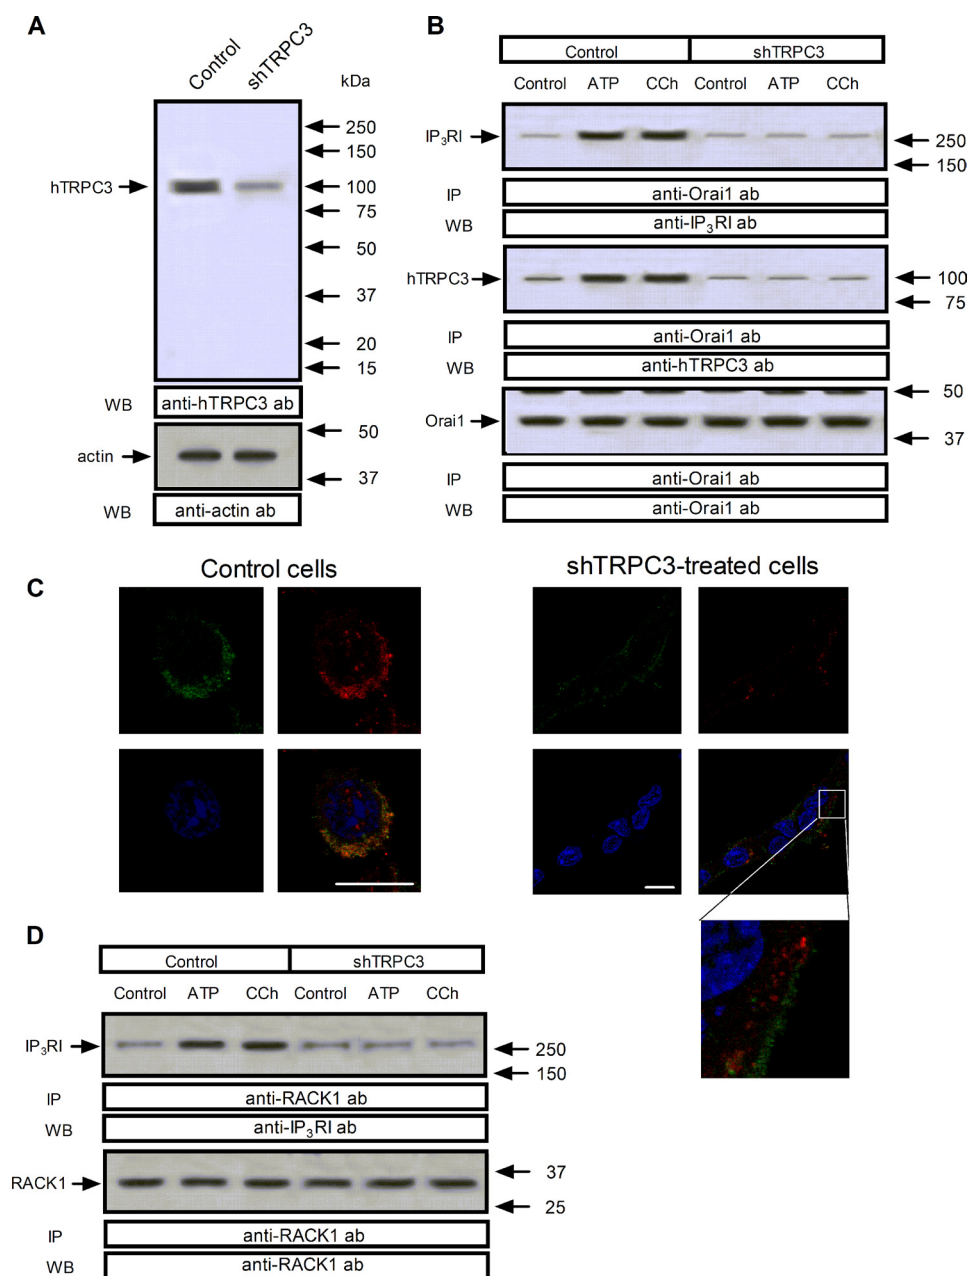 A
Control
shTRPC3
kDa
250
150
hTRPC3
100
75
50
37
20
15
WB
anti-hTRPC3 ab
50
actin
37
WB
anti-actin ab
B
Control
shTRPC3
Control
ATP
CCh
Control
ATP
CCh
IP₃RI
250
150
IP
anti-Orai1 ab
WB
anti-IP₃RI ab
hTRPC3
100
75
IP
anti-Orai1 ab
WB
anti-hTRPC3 ab
50
Orai1
37
IP
anti-Orai1 ab
WB
anti-Orai1 ab
C
Control cells
shTRPC3-treated cells
D
Control
shTRPC3
Control
ATP
CCh
Control
ATP
CCh
IP₃RI
250
150
IP
anti-RACK1 ab
WB
anti-IP₃RI ab
37
RACK1
25
IP
anti-RACK1 ab
WB
anti-RACK1 ab